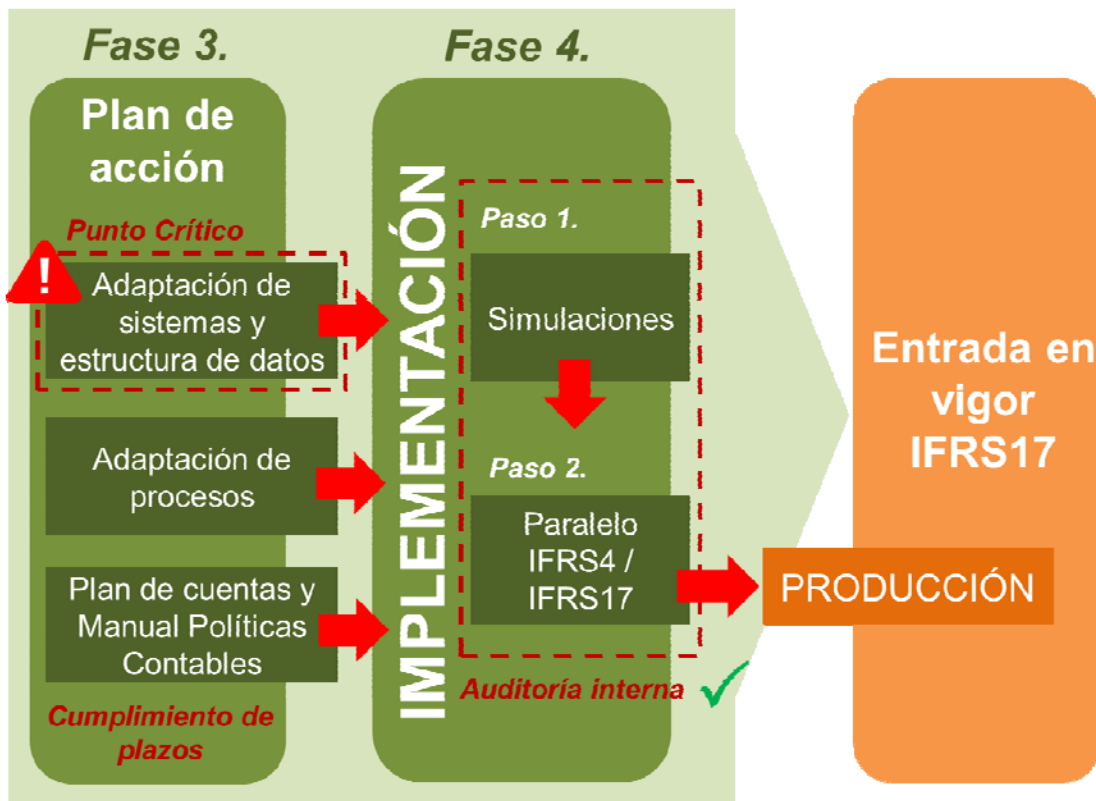 Fase 3.
Plan de
acción
Punto Crítico
!
Adaptación de
sistemas y
estructura de datos
Adaptación de
procesos
Plan de cuentas y
Manual Políticas
Contables
Cumplimiento de
plazos
Fase 4.
IMPLEMENTACIÓN
Paso 1.
Simulaciones
Paso 2.
Paralelo
IFRS4 /
IFRS17
Auditoría interna
Entrada en
vigor
IFRS17
PRODUCCIÓN